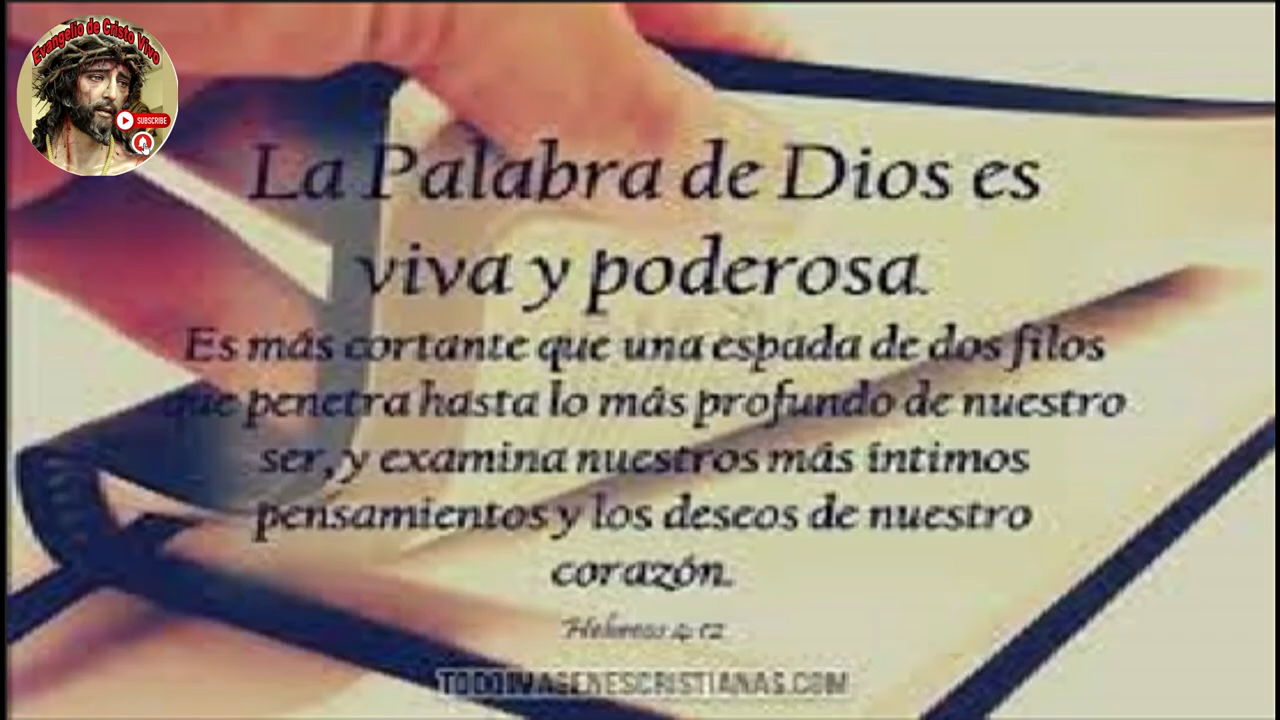 Evangelio de Cristo Vivo
SUBSCRIBE
La Palabra de Dios es
viva y poderosa.
Es más cortante que una espada de dos filos
que penetra hasta lo más profundo de nuestro
ser, y examina nuestros más íntimos
pensamientos y los deseos de nuestro
corazón.
Hebreos 4:12
TODOIMAGENESCRISTIANAS.COM